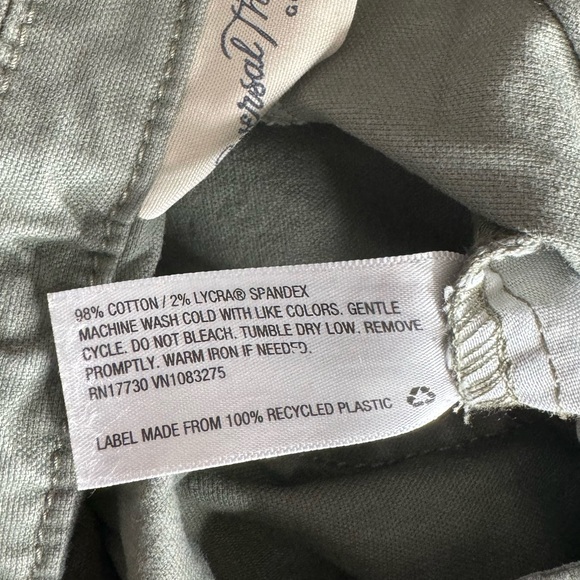 98% COTTON / 2% LYCRA® SPANDEX
MACHINE WASH COLD WITH LIKE COLORS. GENTLE
CYCLE. DO NOT BLEACH. TUMBLE DRY LOW. REMOVE
PROMPTLY. WARM IRON IF NEEDED.
RN17730 VN1083275
LABEL MADE FROM 100% RECYCLED PLASTIC